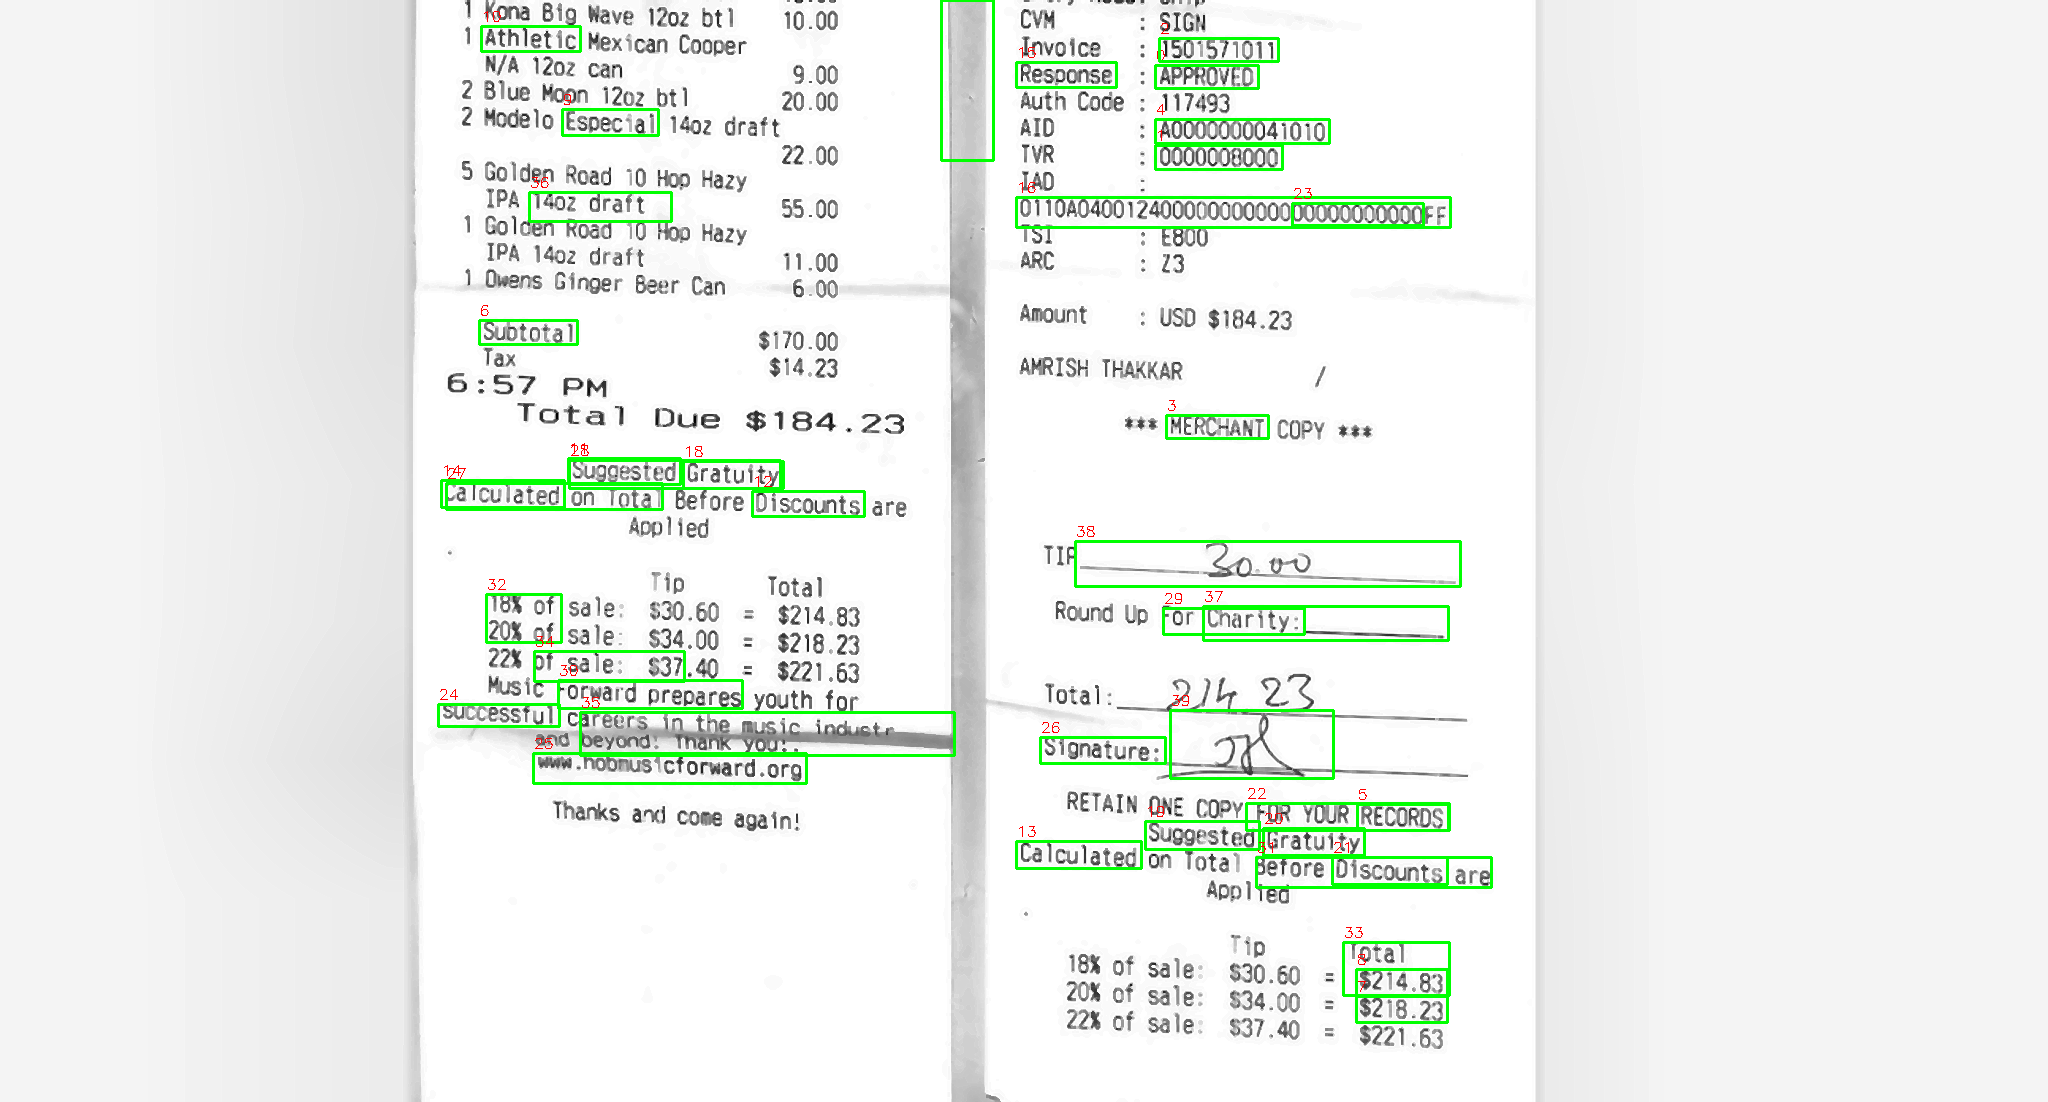 1 Kona Big Wave 12oz btl 10.00
1 Athletic Mexican Cooper
N/A 12oz can 9.00
2 Blue Moon 12oz btl 20.00
2 Modelo Especial 14oz draft
22.00
5 Golden Road 10 Hop Hazy
IPA 14oz draft 55.00
1 Golden Road 10 Hop Hazy
IPA 14oz draft 11.00
1 Owens Ginger Beer Can 6.00
Subtotal $170.00
Tax $14.23
6:57 PM
Total Due $184.23
Suggested Gratuity
Calculated on Total Before Discounts are
Applied
Tip Total
18% of sale: $30.60 = $214.83
20% of sale: $34.00 = $218.23
22% of sale: $37.40 = $221.63
Music Forward prepares youth for
successful careers in the music industr
and beyond. Thank you!.
www.hobmusicforward.org
Thanks and come again!
CVM : SIGN
Invoice : 1501571011
Response : APPROVED
Auth Code : 117493
AID : A0000000041010
TVR : 0000008000
IAD :
0110A04001240000000000000000000000FF
TSI : E800
ARC : Z3
Amount : USD $184.23
AMRISH THAKKAR /
*** MERCHANT COPY ***
TIP 30.00
Round Up For Charity:
Total: 214 23
Signature:
RETAIN ONE COPY FOR YOUR RECORDS
Suggested Gratuity
Calculated on Total Before Discounts are
Applied
Tip Total
18% of sale: $30.60 = $214.83
20% of sale: $34.00 = $218.23
22% of sale: $37.40 = $221.63